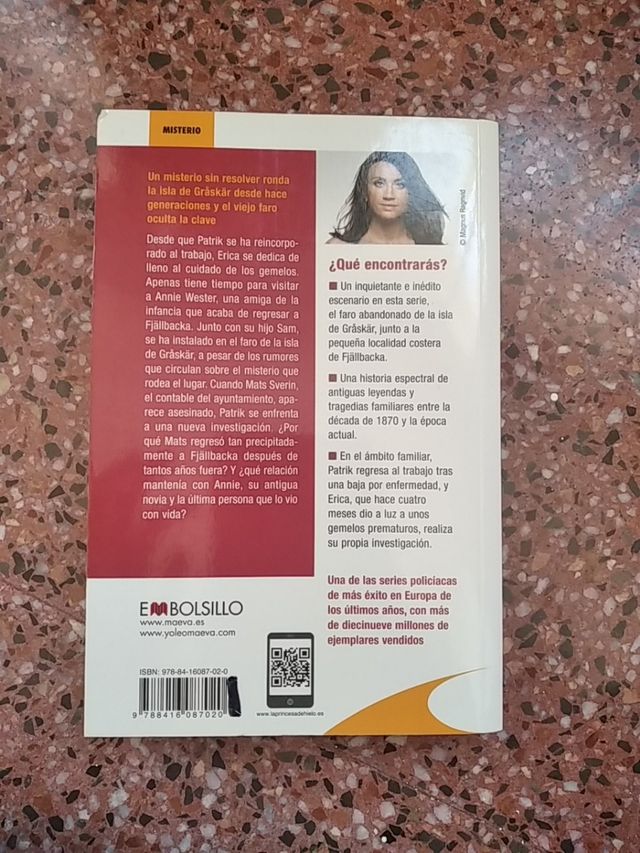 MISTERIO
Un misterio sin resolver ronda
la isla de Gråskär desde hace
generaciones y el viejo faro
oculta la clave
Desde que Patrik se ha reincorpo-
rado al trabajo, Erica se dedica de
lleno al cuidado de los gemelos.
Apenas tiene tiempo para visitar
a Annie Wester, una amiga de la
infancia que acaba de regresar a
Fjällbacka. Junto con su hijo Sam,
se ha instalado en el faro de la isla
de Gråskär, a pesar de los rumores
que circulan sobre el misterio que
rodea el lugar. Cuando Mats Sverin,
el contable del ayuntamiento, apa-
rece asesinado, Patrik se enfrenta
a una nueva investigación. ¿Por
qué Mats regresó tan precipitada-
mente a Fjällbacka después de
tantos años fuera? Y ¿qué relación
mantenía con Annie, su antigua
novia y la última persona que lo vio
con vida?
© Magnus Ragnvid
¿Qué encontrarás?
■ Un inquietante e inédito
escenario en esta serie,
el faro abandonado de la isla
de Gråskär, junto a la
pequeña localidad costera
de Fjällbacka.
■ Una historia espectral de
antiguas leyendas y
tragedias familiares entre la
década de 1870 y la época
actual.
■ En el ámbito familiar,
Patrik regresa al trabajo tras
una baja por enfermedad, y
Erica, que hace cuatro
meses dio a luz a unos
gemelos prematuros, realiza
su propia investigación.
Una de las series policíacas
de más éxito en Europa de
los últimos años, con más
de diecinueve millones de
ejemplares vendidos
EMBOLSILLO
www.maeva.es
www.yoleomaeva.com
ISBN: 978-84-16087-02-0
9 788416 087020
www.laprincesadehielo.es